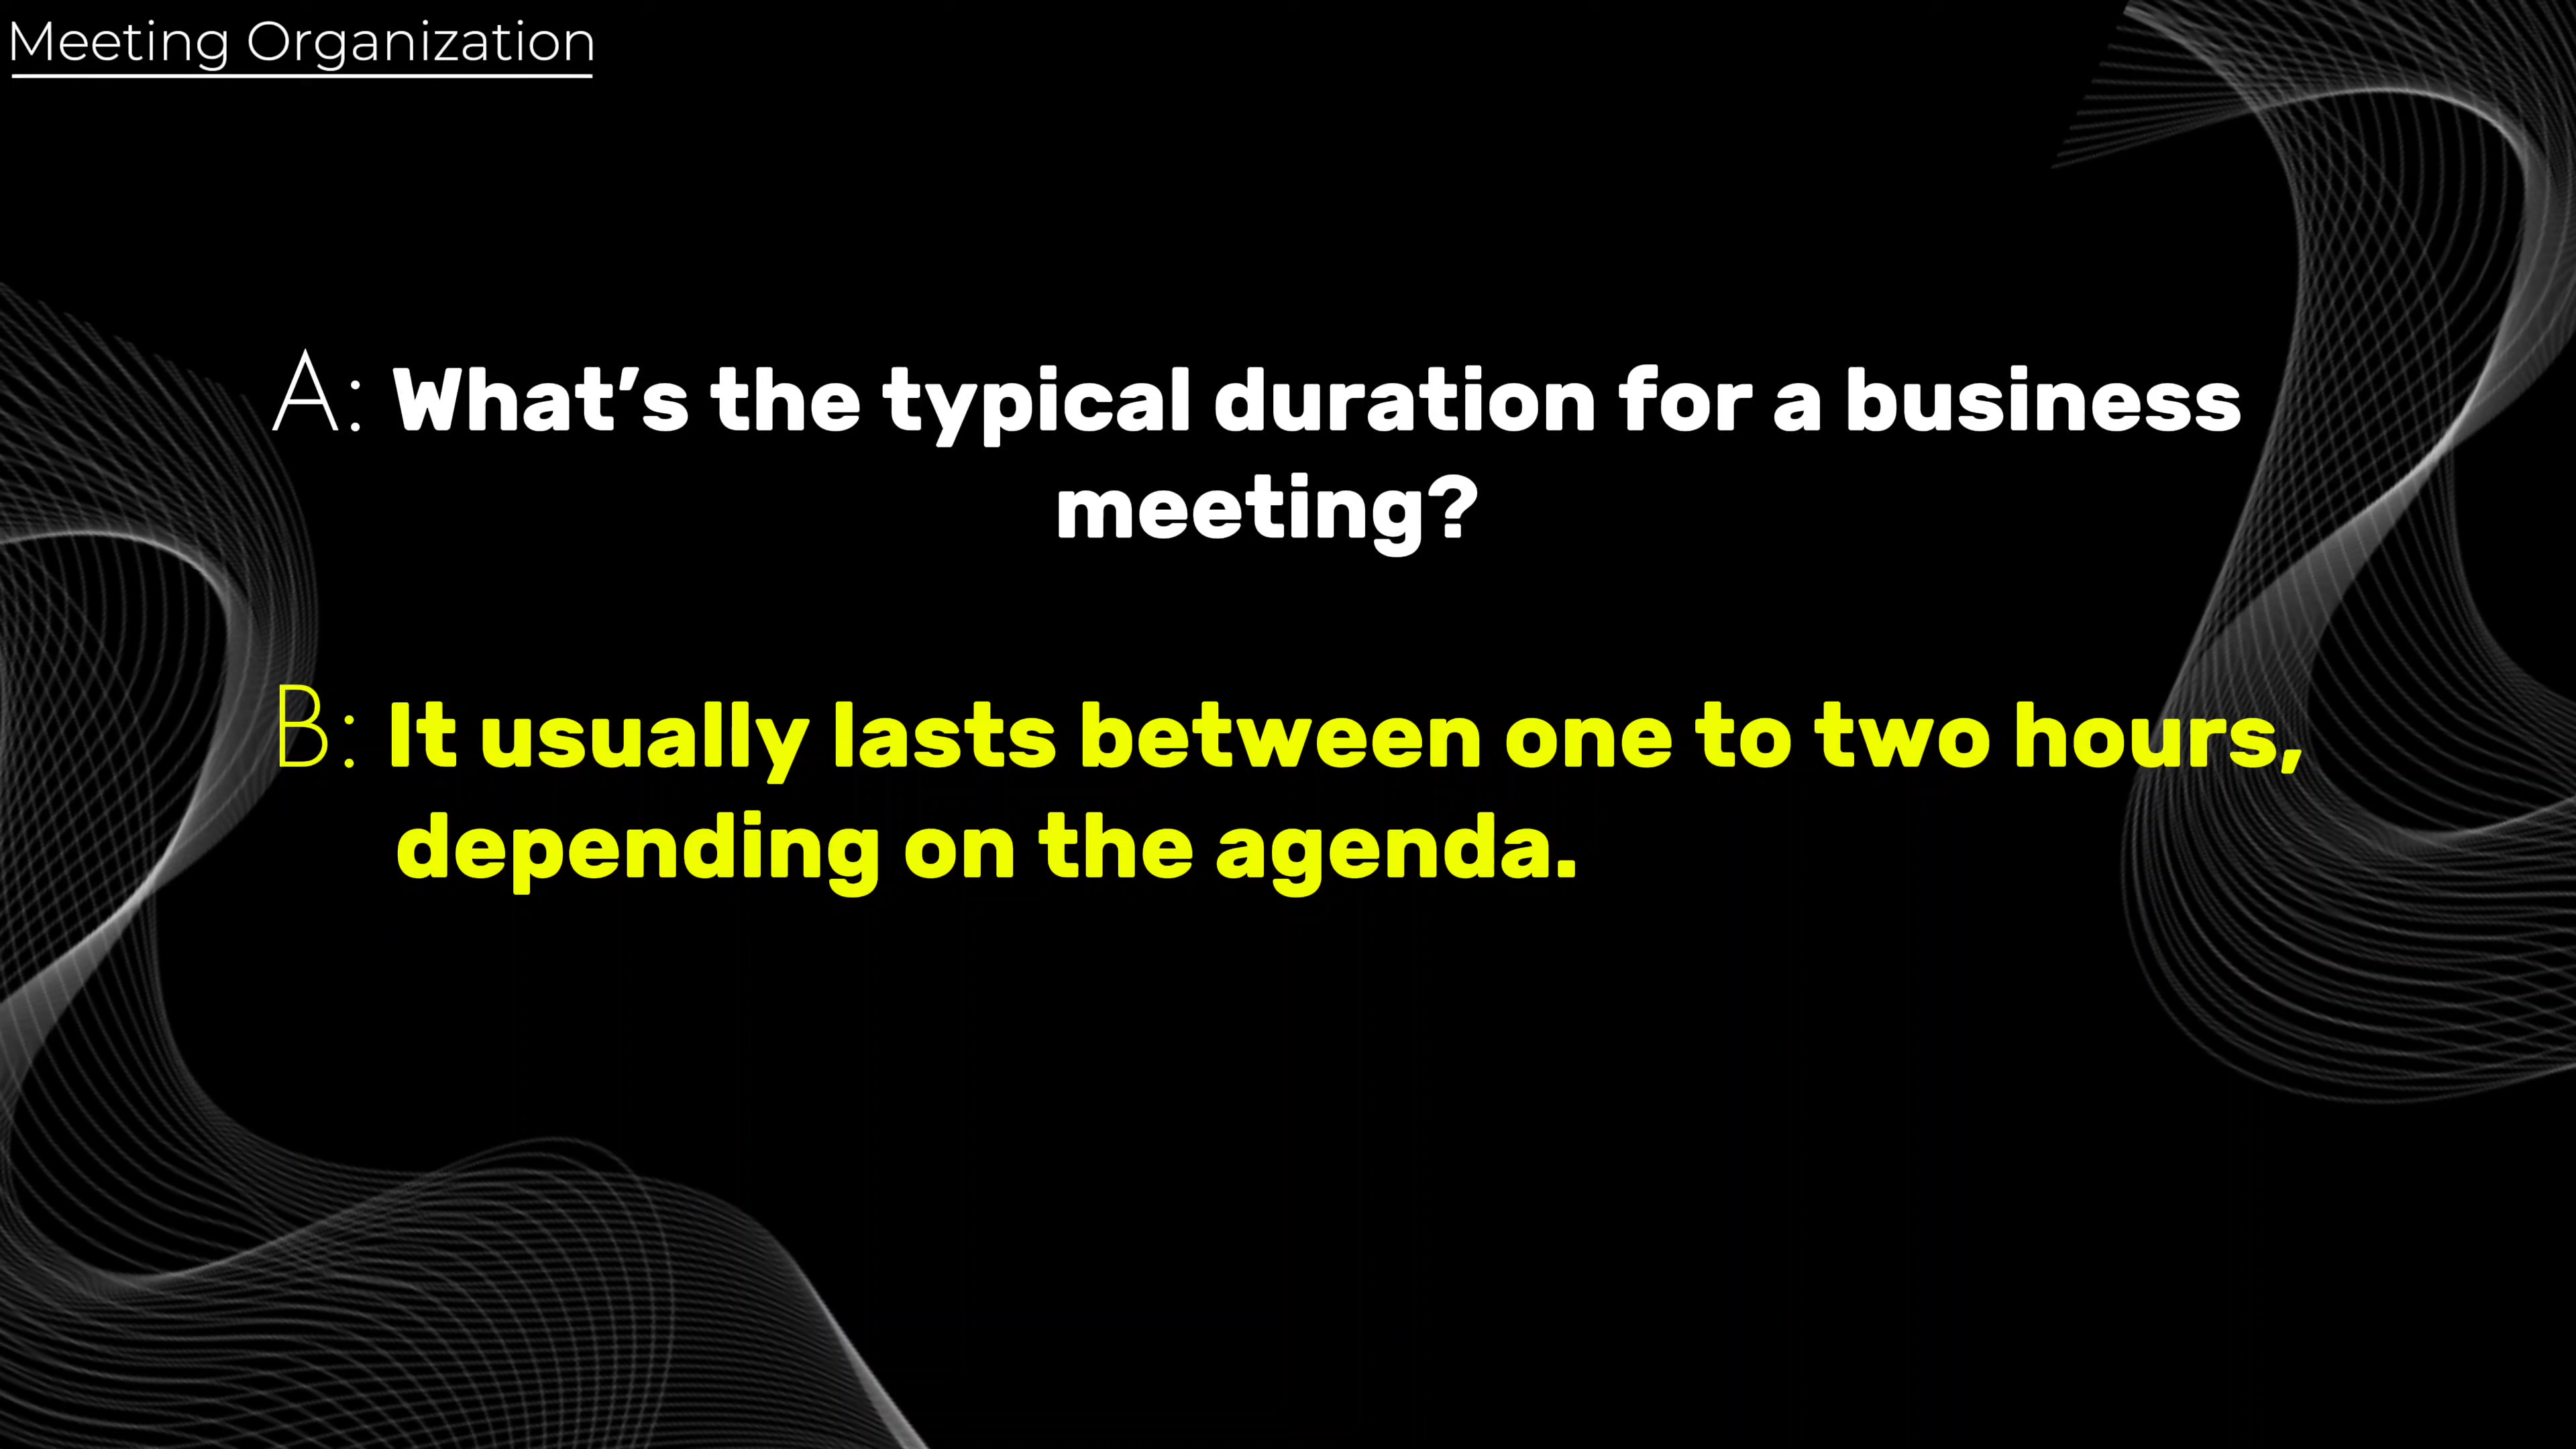 Meeting Organization
A: What’s the typical duration for a business
meeting?
B: It usually lasts between one to two hours,
depending on the agenda.